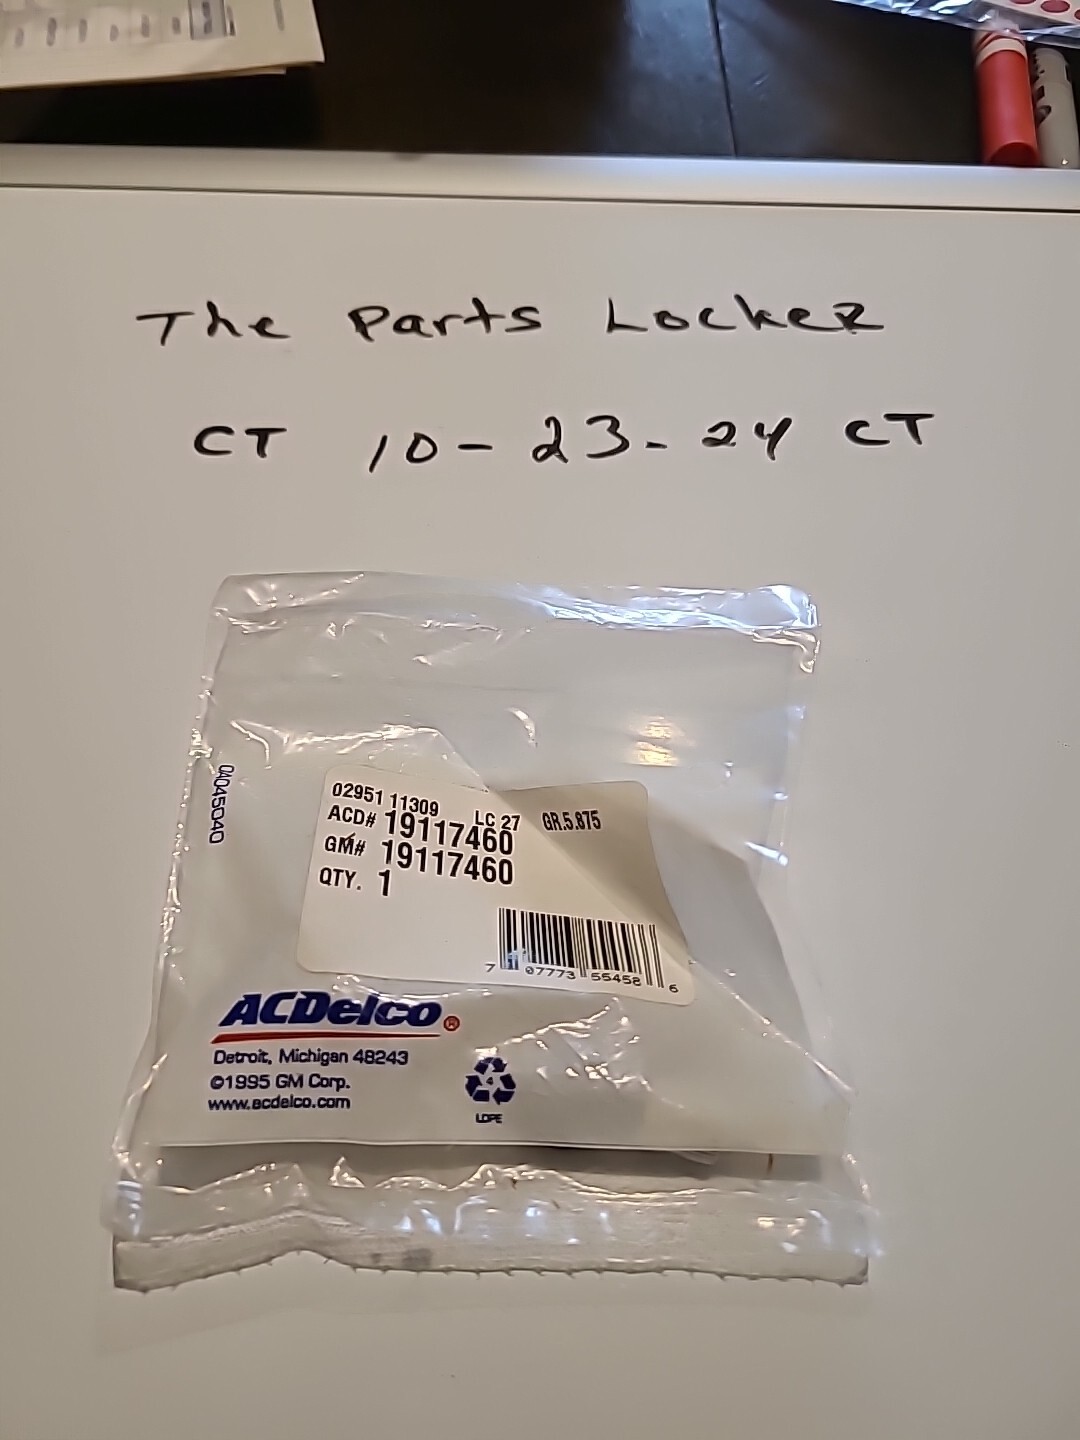 The Parts Locker
CT 10-23-24 CT
04045040
02951 11309 LC 27 GR.5.875
ACD# 19117460
GM# 19117460
QTY. 1
7 07773 55458 6
ACDelco®
Detroit, Michigan 48243
©1995 GM Corp.
www.acdelco.com
4
LDPE